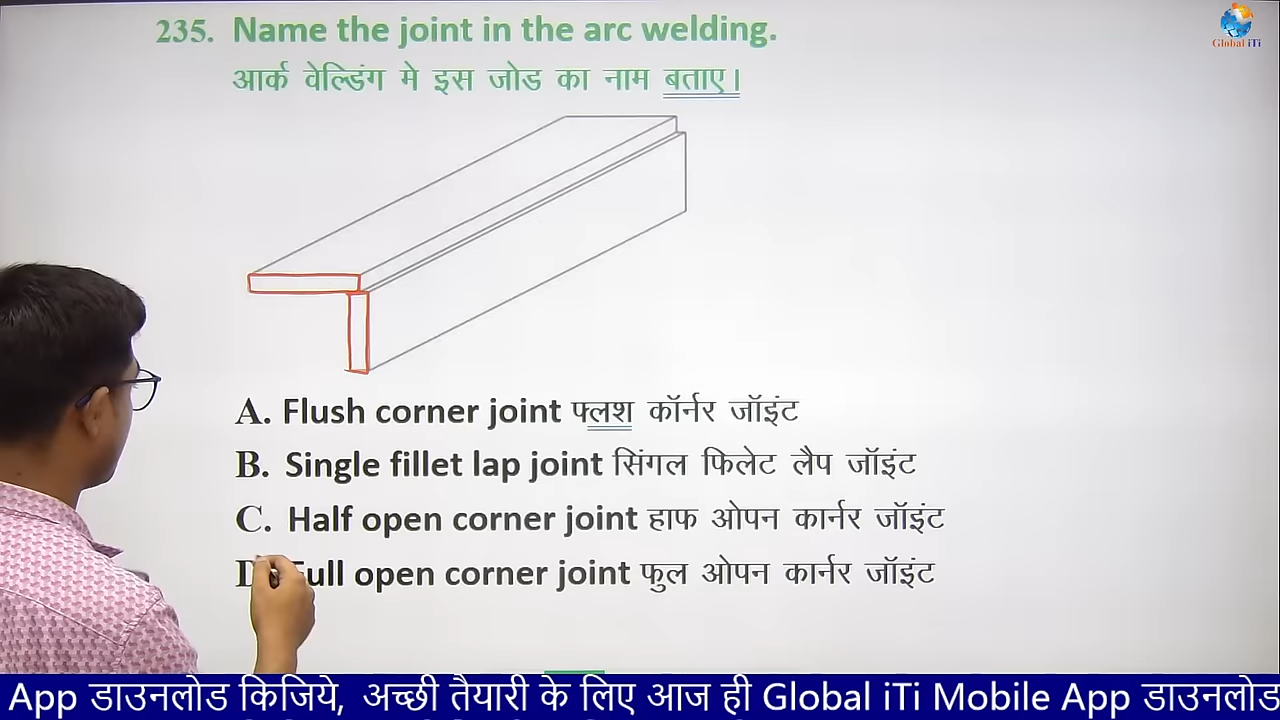 235. Name the joint in the arc welding.
Global iTi
आर्क वेल्डिंग मे इस जोड का नाम बताए।
A. Flush corner joint फ्लश कॉर्नर जॉइंट
B. Single fillet lap joint सिंगल फिलेट लैप जॉइंट
C. Half open corner joint हाफ ओपन कार्नर जॉइंट
D. Full open corner joint फुल ओपन कार्नर जॉइंट
App डाउनलोड किजिये, अच्छी तैयारी के लिए आज ही Global iTi Mobile App डाउनलोड